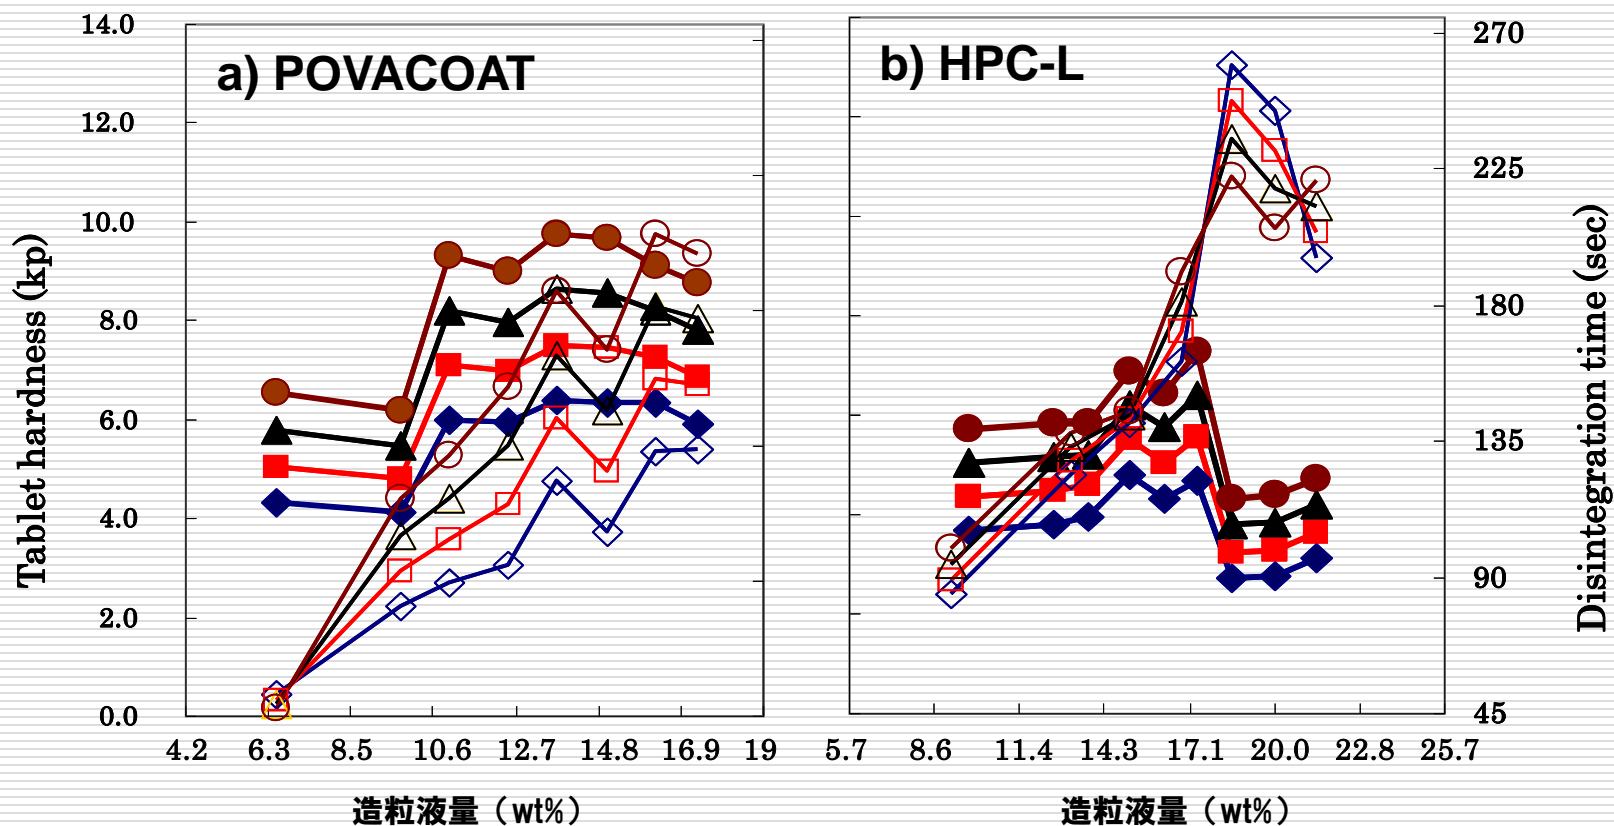 a) POVACOAT
b) HPC-L
Tablet hardness (kp)
14.0
12.0
10.0
8.0
6.0
4.0
2.0
0.0
4.2 6.3 8.5 10.6 12.7 14.8 16.9 19
造粒液量（wt%）
5.7 8.6 11.4 14.3 17.1 20.0 22.8 25.7
造粒液量（wt%）
270
225
180
135
90
45
Disintegration time (sec)